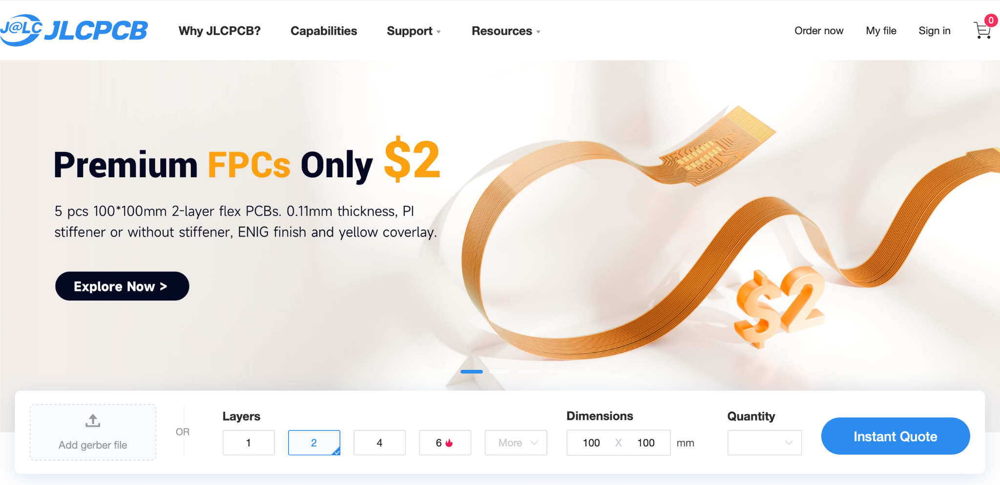 J@LC JLCPCB
Why JLCPCB?
Capabilities
Support
Resources
Order now
My file
Sign in
0
Premium FPCs Only $2
5 pcs 100*100mm 2-layer flex PCBs. 0.11mm thickness, PI
stiffener or without stiffener, ENIG finish and yellow coverlay.
Explore Now >
$2
Add gerber file
OR
Layers
1
2
4
6
More
Dimensions
100 X 100 mm
Quantity
Instant Quote